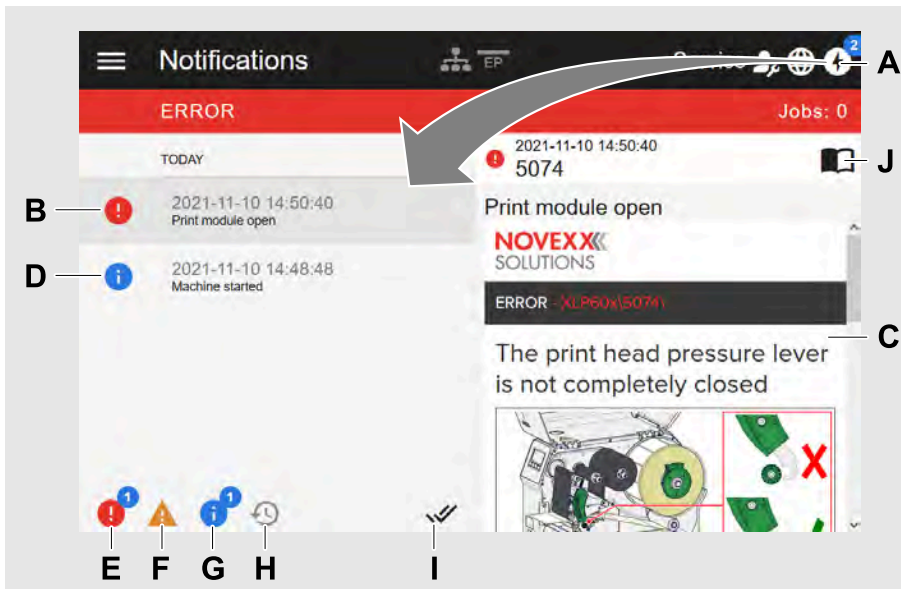 Notifications
EP
2
A
ERROR
Jobs: 0
TODAY
2021-11-10 14:50:40
5074
J
B
2021-11-10 14:50:40
Print module open
Print module open
NOVEXX
SOLUTIONS
D
2021-11-10 14:48:48
Machine started
ERROR - XLP60x(5074)
C
The print head pressure lever
is not completely closed
1
1
E F G H I